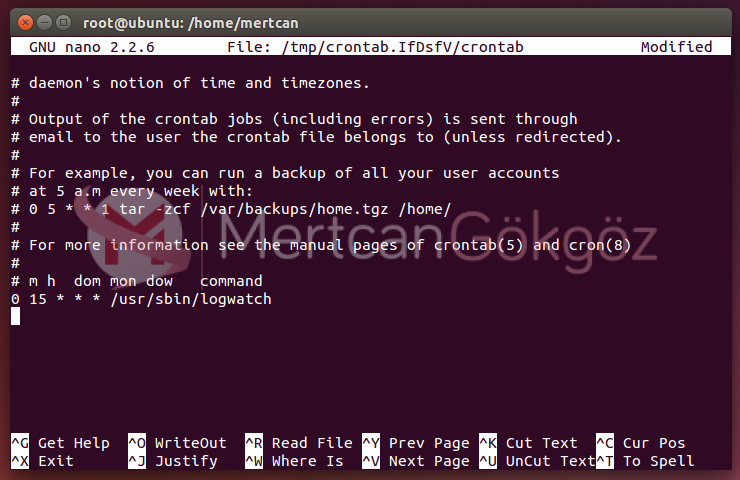 root@ubuntu: /home/mertcan
GNU nano 2.2.6 File: /tmp/crontab.IfDsfV/crontab Modified
# daemon's notion of time and timezones.
#
# Output of the crontab jobs (including errors) is sent through
# email to the user the crontab file belongs to (unless redirected).
#
# For example, you can run a backup of all your user accounts
# at 5 a.m every week with:
# 0 5 * * 1 tar -zcf /var/backups/home.tgz /home/
#
MertcanGökgöz
# For more information see the manual pages of crontab(5) and cron(8)
#
# m h  dom mon dow   command
0 15 * * * /usr/sbin/logwatch
^G Get Help ^O WriteOut ^R Read File ^Y Prev Page ^K Cut Text ^C Cur Pos
^X Exit ^J Justify ^W Where Is ^V Next Page ^U UnCut Text ^T To Spell